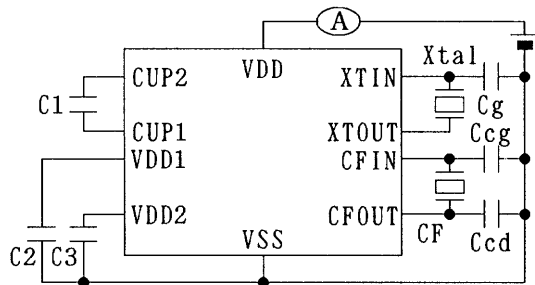 A
VDD
Xtal
CUP2
XTIN
C1
Cg
CUP1
XTOUT
Ccg
VDD1
CFIN
VDD2
CFOUT
CF
Ccd
C2
C3
VSS